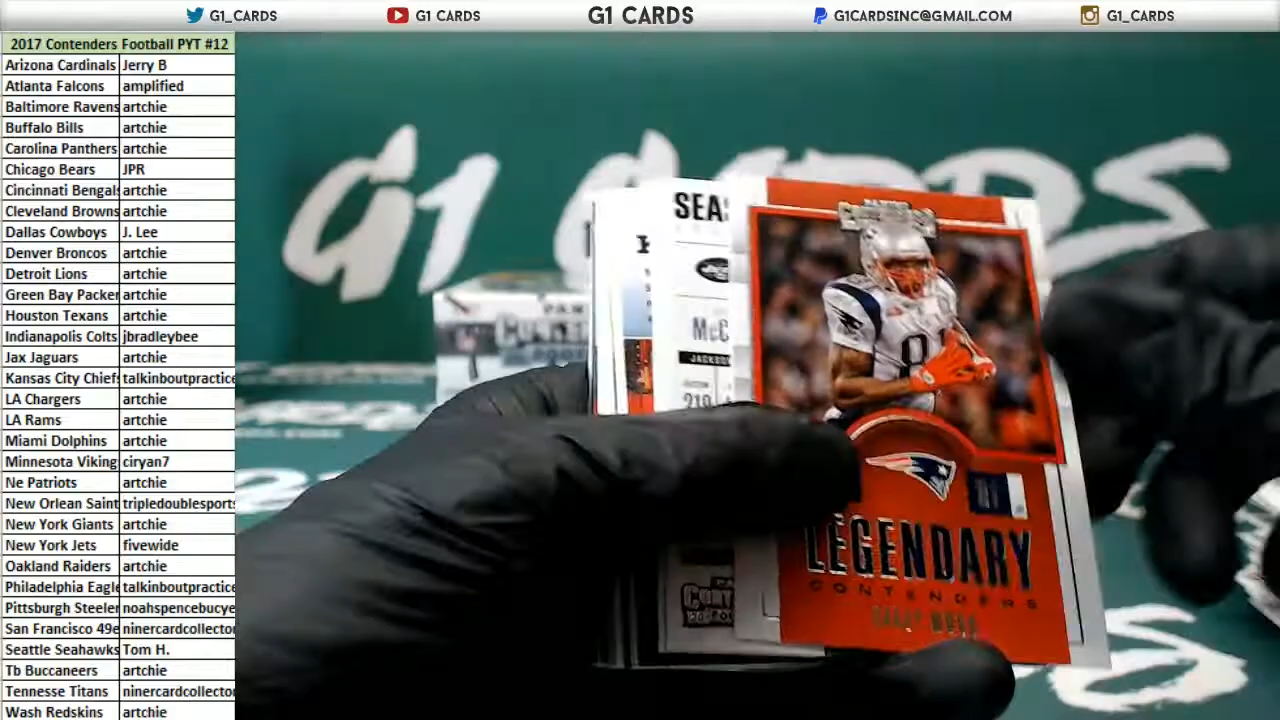 G1_CARDS
G1 CARDS
G1 CARDS
G1CARDSINC@GMAIL.COM
G1_CARDS
2017 Contenders Football PYT #12
Arizona Cardinals Jerry B
Atlanta Falcons amplified
Baltimore Ravens artchie
Buffalo Bills artchie
Carolina Panthers artchie
Chicago Bears JPR
Cincinnati Bengals artchie
Cleveland Browns artchie
Dallas Cowboys J. Lee
Denver Broncos artchie
Detroit Lions artchie
Green Bay Packer artchie
Houston Texans artchie
Indianapolis Colts jbradleybee
Jax Jaguars artchie
Kansas City Chiefs talkinboutpractice
LA Chargers artchie
LA Rams artchie
Miami Dolphins artchie
Minnesota Viking ciryan7
Ne Patriots artchie
New Orlean Saint tripledoublesports
New York Giants artchie
New York Jets fivewide
Oakland Raiders artchie
Philadelphia Eagle talkinboutpractice
Pittsburgh Steeler noahspencebucye
San Francisco 49e ninercardcollector
Seattle Seahawks Tom H.
Tb Buccaneers artchie
Tennesse Titans ninercardcollector
Wash Redskins artchie
G1 CARDS
SEAS
McC
JACKSO
219
LEGENDARY
CONTENDERS